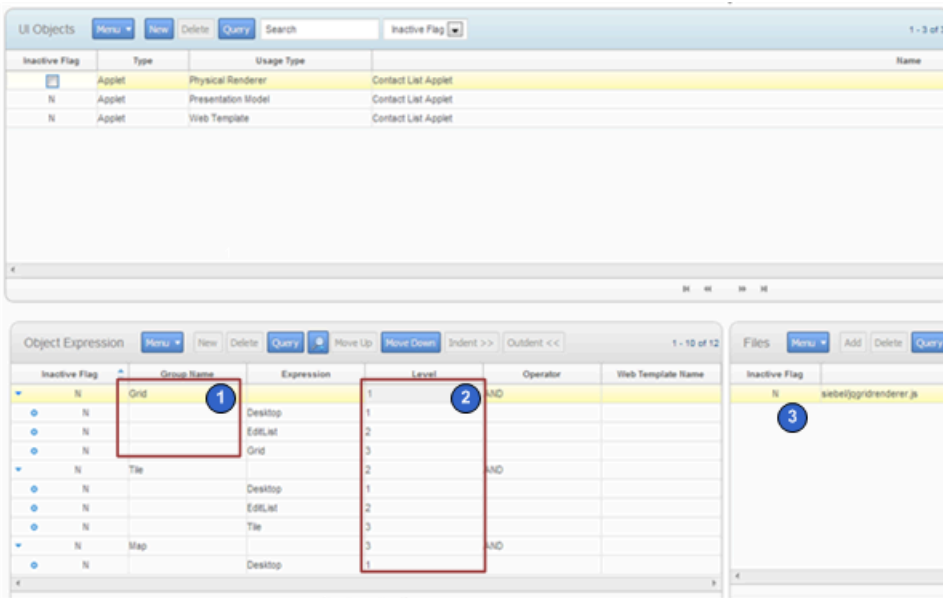 UI Objects Menu New Delete Query Search Inactive Flag 1 - 3 of
Inactive Flag Type Usage Type Name
Applet Physical Renderer Contact List Applet
N Applet Presentation Model Contact List Applet
N Applet Web Template Contact List Applet
Object Expression Menu New Delete Query Move Up Move Down Indent >> Outdent << 1 - 10 of 12
Inactive Flag Group Name Expression Level Operator Web Template Name
N Grid 1 1 2 AND
N Desktop 1
N EditList 2
N Grid 3
N Tile 2 AND
N Desktop 1
N EditList 2
N Tile 3
N Map 3 AND
N Desktop 1
Files Menu Add Delete Query
Inactive Flag
N siebel/jqgridrenderer.js
3